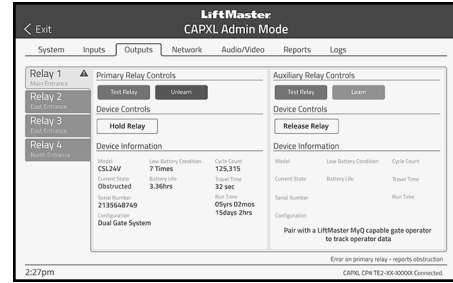 LiftMaster
< Exit
CAPXL Admin Mode
System Inputs Outputs Network Audio/Video Reports Logs
Relay 1
Main Entrance
Relay 2
East Entrance
Relay 3
East Entrance
Relay 4
North Entrance
Primary Relay Controls
Test Relay Unlearn
Device Controls
Hold Relay
Device Information
Model Low Battery Condition Cycle Count
CSL24V 7 Times 125,315
Current State Battery Life Travel Time
Obstructed 3.36hrs 32 sec
Serial Number Run Time
2135648749 05yrs 02mos
15days 2hrs
Configuration
Dual Gate System
Auxiliary Relay Controls
Test Relay Learn
Device Controls
Release Relay
Device Information
Model Low Battery Condition Cycle Count
Current State Battery Life Travel Time
Serial Number Run Time
Configuration
Pair with a LiftMaster MyQ capable gate operator
to track operator data
Error on primary relay - reports obstruction
2:27pm
CAPXL CP# TE2-XX-XXXXX Connected.